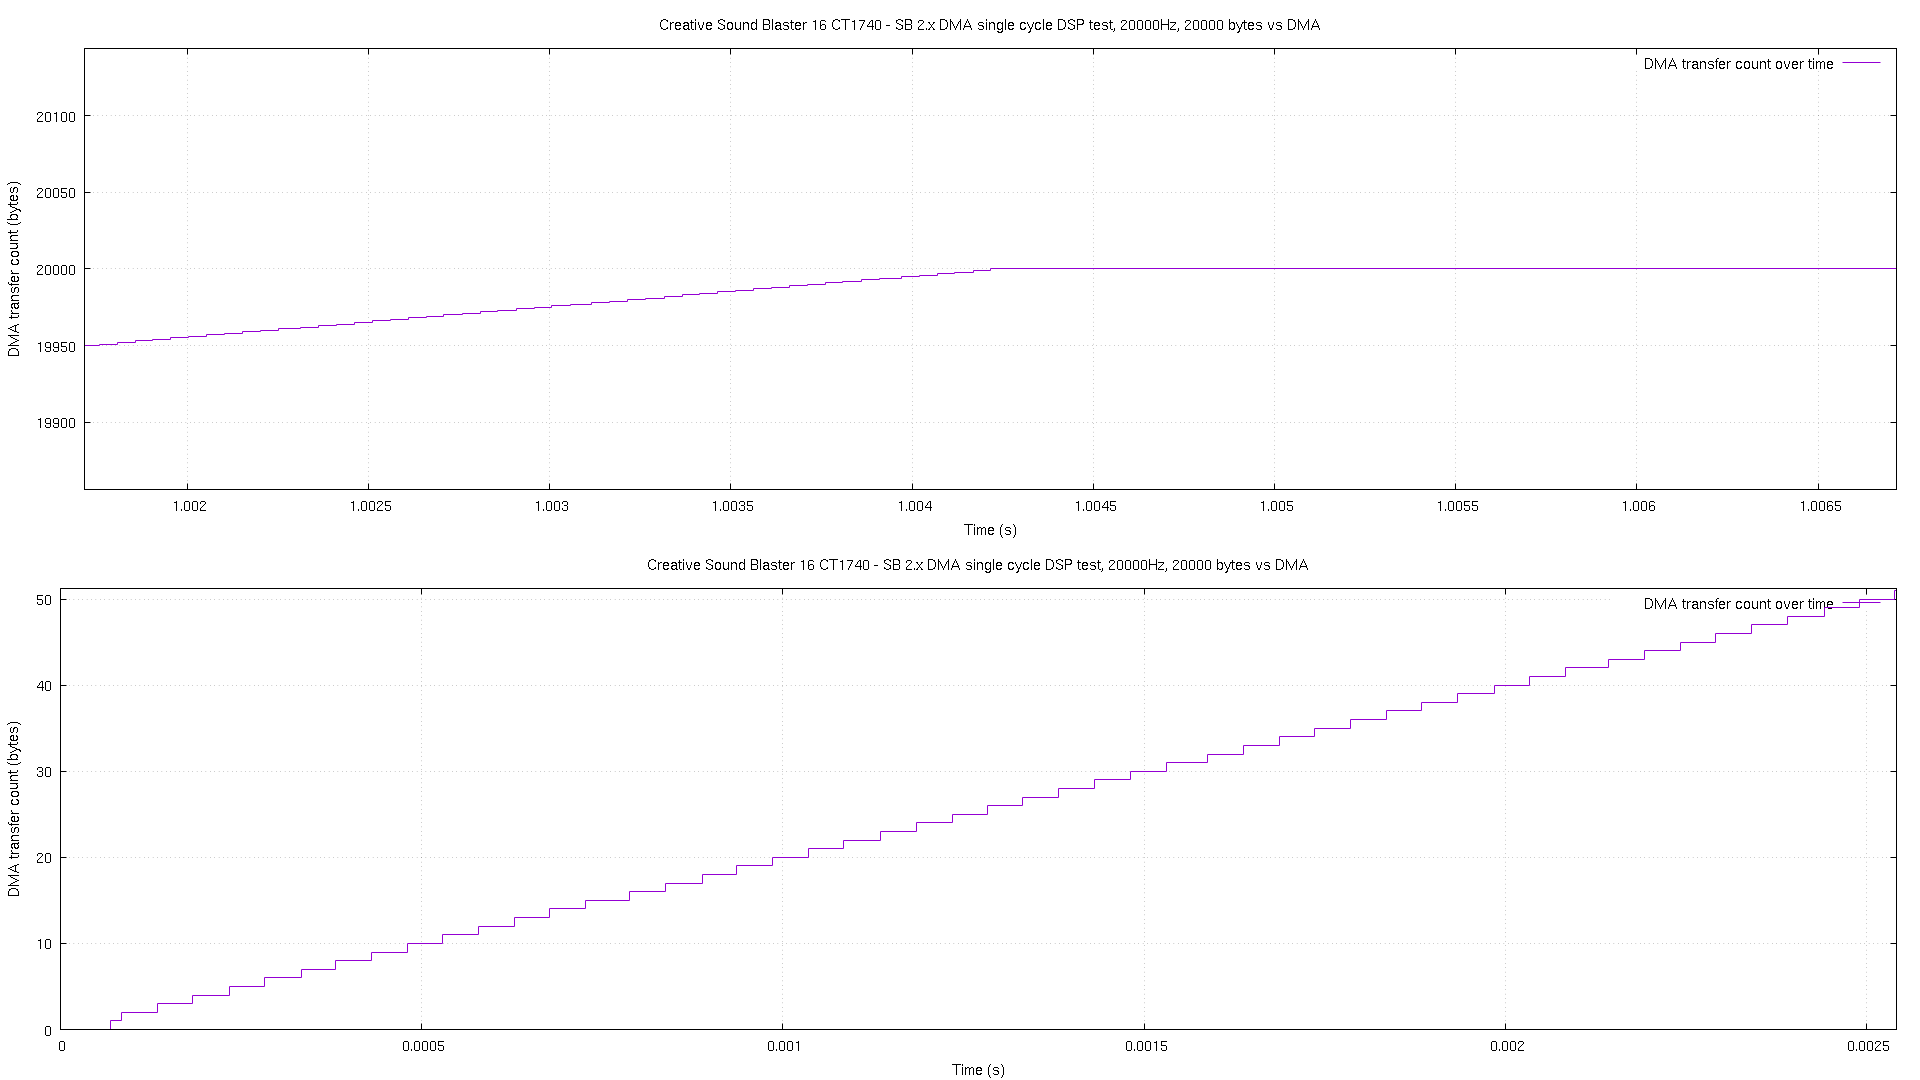 Creative Sound Blaster 16 CT1740 - SB 2.x DMA single cycle DSP test, 20000Hz, 20000 bytes vs DMA
DMA transfer count over time
20100
20050
20000
19950
19900
DMA transfer count (bytes)
1.002 1.0025 1.003 1.0035 1.004 1.0045 1.005 1.0055 1.006 1.0065
Time (s)
Creative Sound Blaster 16 CT1740 - SB 2.x DMA single cycle DSP test, 20000Hz, 20000 bytes vs DMA
DMA transfer count over time
50
40
30
20
10
0
DMA transfer count (bytes)
0 0.0005 0.001 0.0015 0.002 0.0025
Time (s)